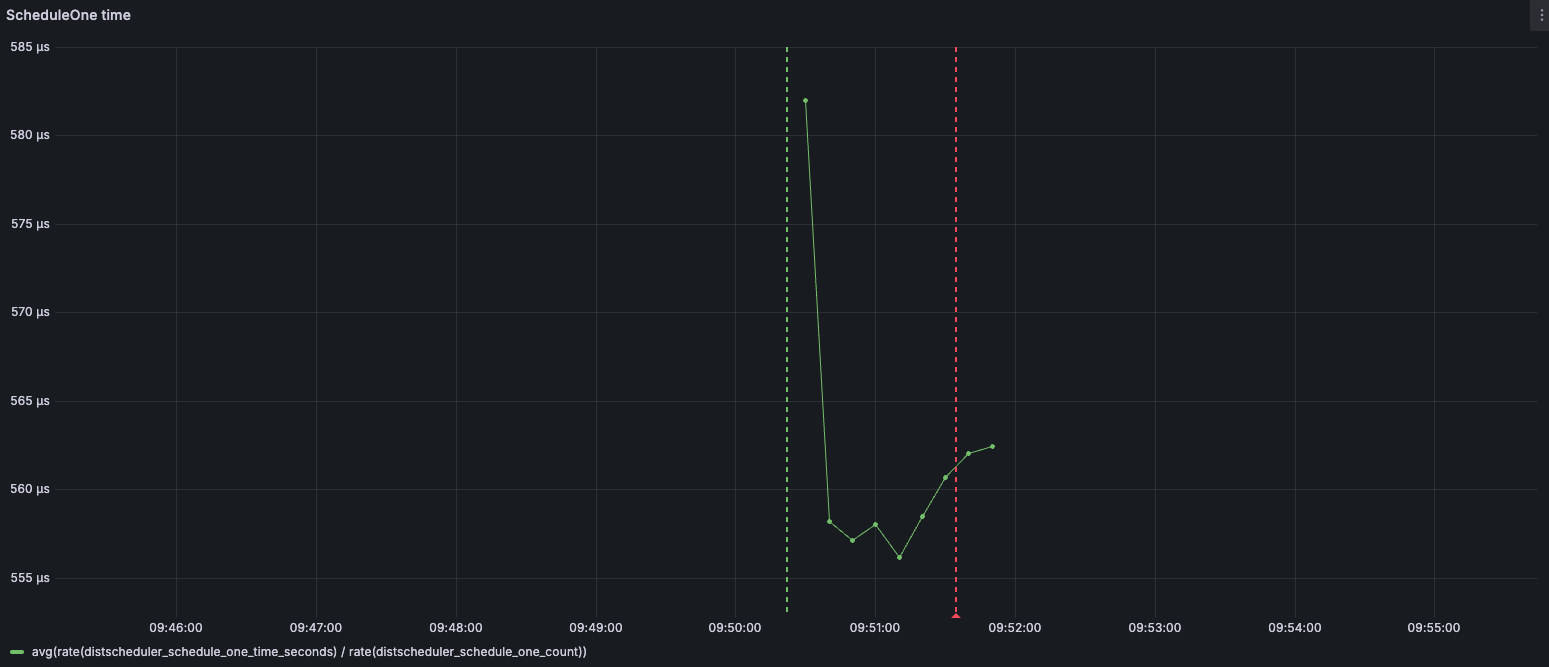 ScheduleOne time
585 µs
580 µs
575 µs
570 µs
565 µs
560 µs
555 µs
09:46:00 09:47:00 09:48:00 09:49:00 09:50:00 09:51:00 09:52:00 09:53:00 09:54:00 09:55:00
avg(rate(distscheduler_schedule_one_time_seconds) / rate(distscheduler_schedule_one_count))